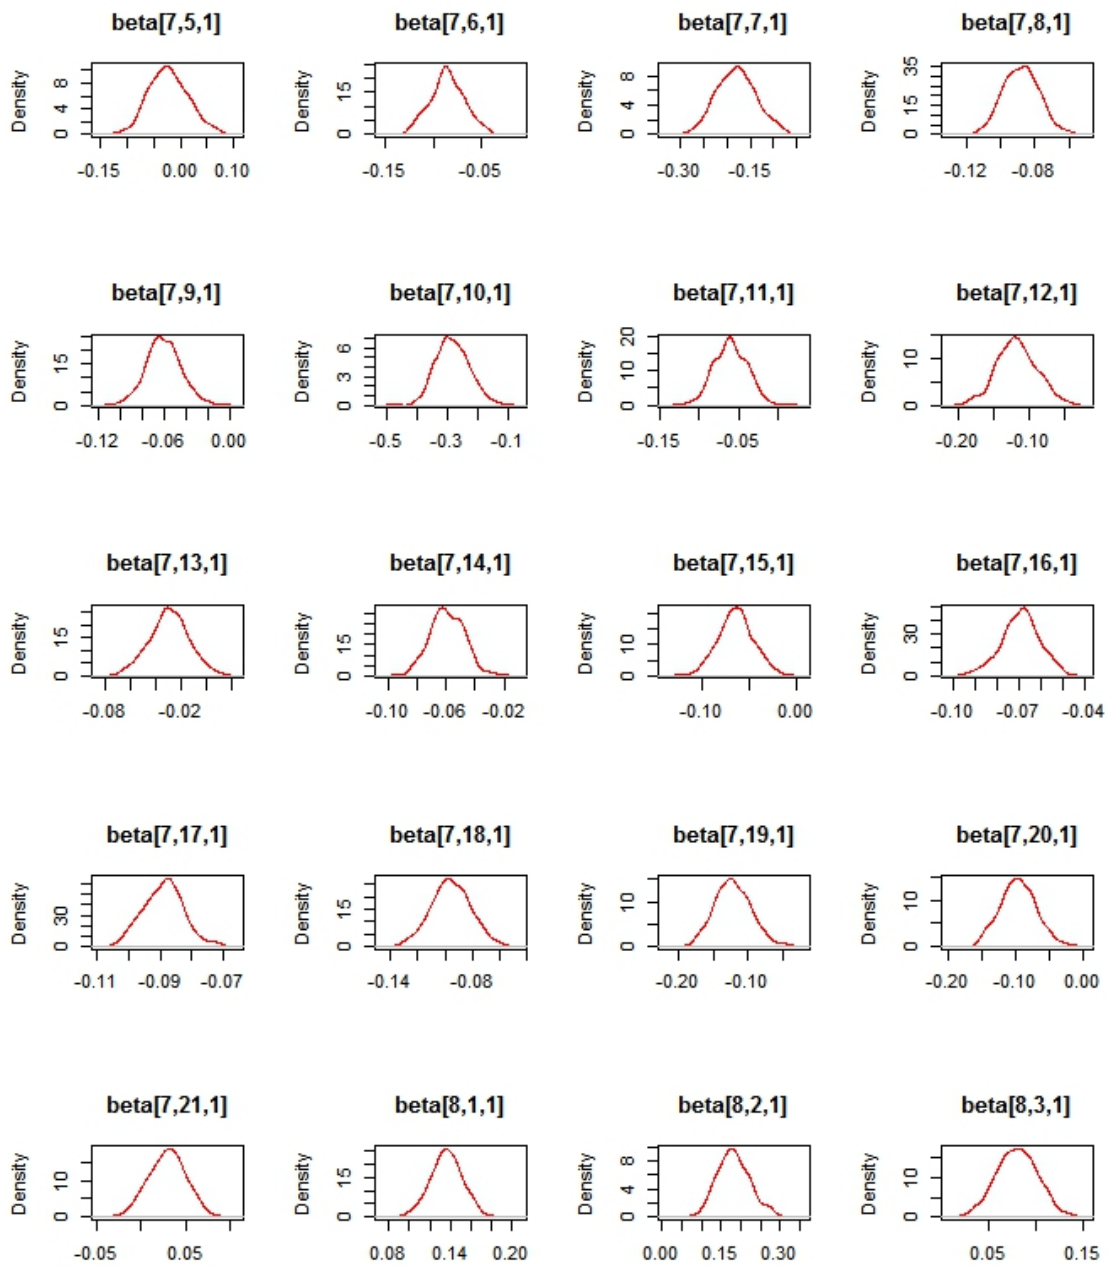 beta[7,5,1] beta[7,6,1] beta[7,7,1] beta[7,8,1]
Density 0 4 8 Density 0 15 Density 0 4 8 Density 0 15 35
-0.15 0.00 0.10 -0.15 -0.05 -0.30 -0.15 -0.12 -0.08
beta[7,9,1] beta[7,10,1] beta[7,11,1] beta[7,12,1]
Density 0 15 Density 0 3 6 Density 0 10 20 Density 0 10
-0.12 -0.06 0.00 -0.5 -0.3 -0.1 -0.15 -0.05 -0.20 -0.10
beta[7,13,1] beta[7,14,1] beta[7,15,1] beta[7,16,1]
Density 0 15 Density 0 15 Density 0 10 Density 0 30
-0.08 -0.02 -0.10 -0.06 -0.02 -0.10 0.00 -0.10 -0.07 -0.04
beta[7,17,1] beta[7,18,1] beta[7,19,1] beta[7,20,1]
Density 0 30 Density 0 15 Density 0 10 Density 0 10
-0.11 -0.09 -0.07 -0.14 -0.08 -0.20 -0.10 -0.20 -0.10 0.00
beta[7,21,1] beta[8,1,1] beta[8,2,1] beta[8,3,1]
Density 0 10 Density 0 15 Density 0 4 8 Density 0 10
-0.05 0.05 0.08 0.14 0.20 0.00 0.15 0.30 0.05 0.15